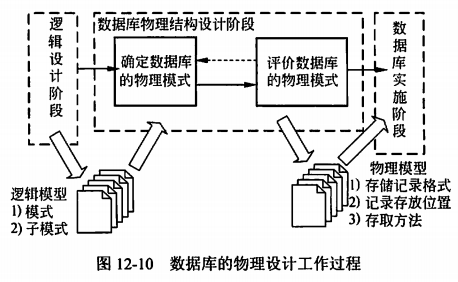 逻辑设计阶段
数据库物理结构设计阶段
确定数据库
的物理模式
评价数据库
的物理模式
数据库实施阶段
逻辑模型
1) 模式
2) 子模式
物理模型
1) 存储记录格式
2) 记录存放位置
3) 存取方法
图 12-10 数据库的物理设计工作过程